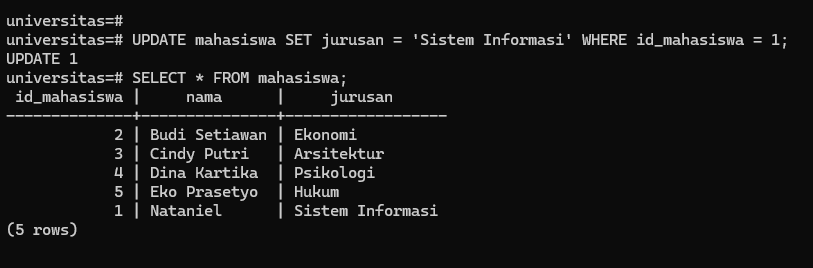 universitas=#
universitas=# UPDATE mahasiswa SET jurusan = 'Sistem Informasi' WHERE id_mahasiswa = 1;
UPDATE 1
universitas=# SELECT * FROM mahasiswa;
 id_mahasiswa |     nama      |     jurusan
--------------+---------------+------------------
            2 | Budi Setiawan | Ekonomi
            3 | Cindy Putri   | Arsitektur
            4 | Dina Kartika  | Psikologi
            5 | Eko Prasetyo  | Hukum
            1 | Nataniel      | Sistem Informasi
(5 rows)